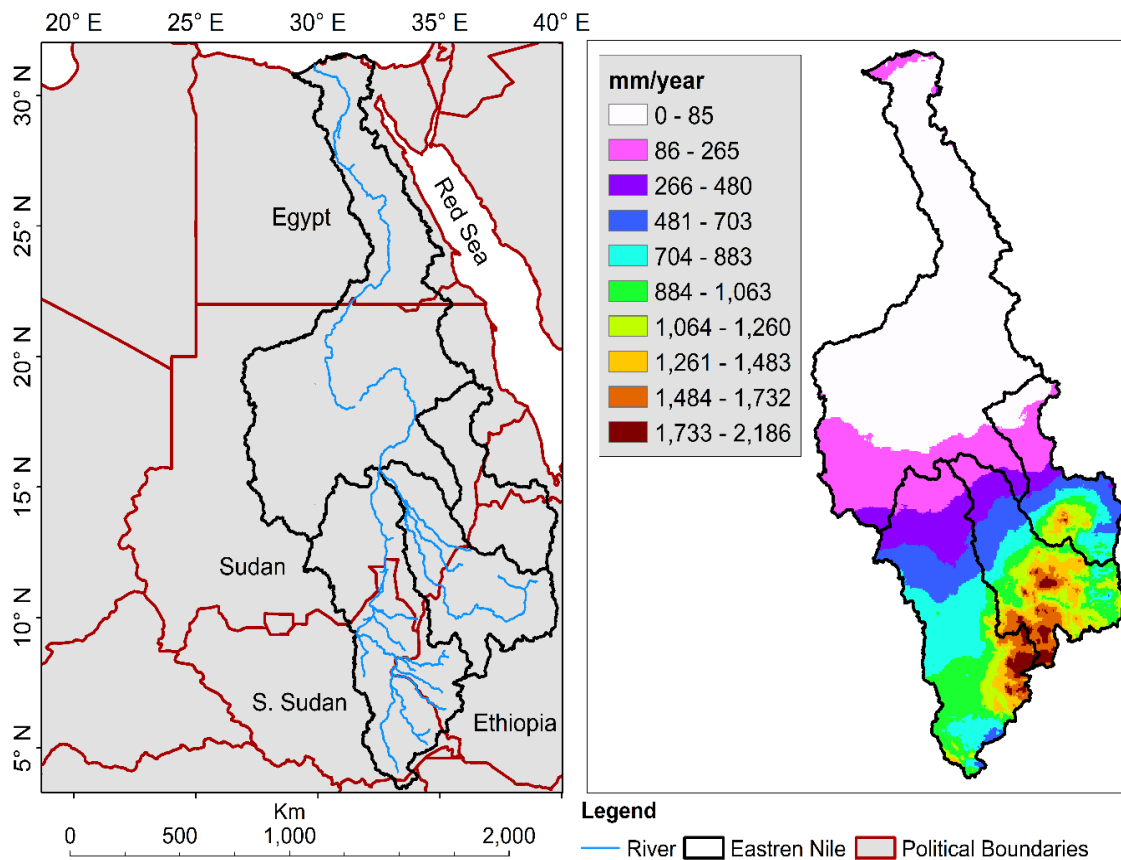 20° E 25° E 30° E 35° E 40° E
30° N
25° N
20° N
15° N
10° N
5° N
Egypt
Red Sea
Sudan
S. Sudan
Ethiopia
mm/year
0 - 85
86 - 265
266 - 480
481 - 703
704 - 883
884 - 1,063
1,064 - 1,260
1,261 - 1,483
1,484 - 1,732
1,733 - 2,186
Km
0 500 1,000 2,000
Legend
River Eastren Nile Political Boundaries